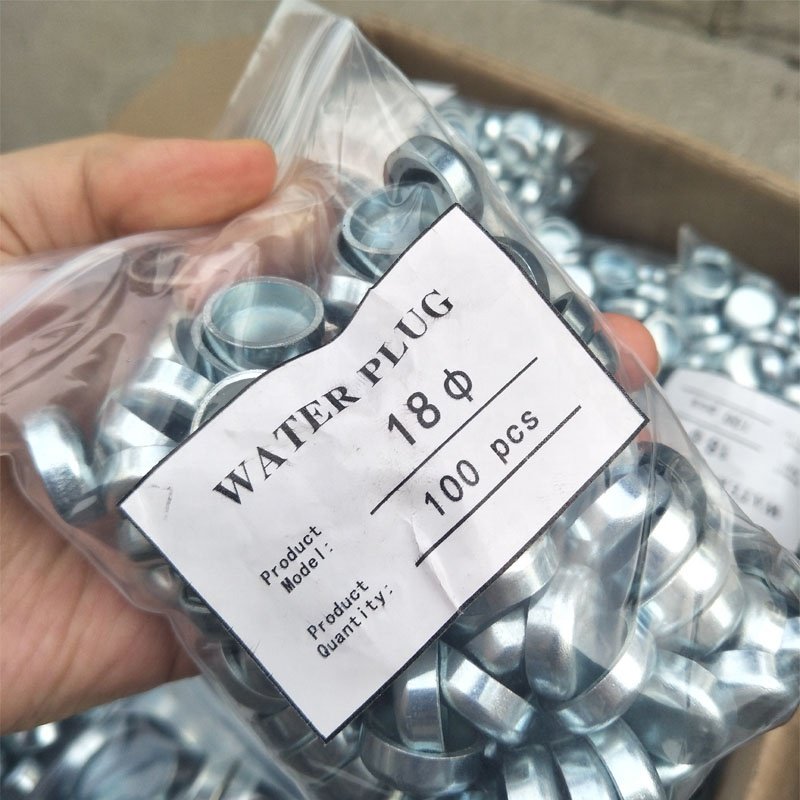 WATER PLUG
Product Model: 18 φ
Product Quantity: 100 pcs